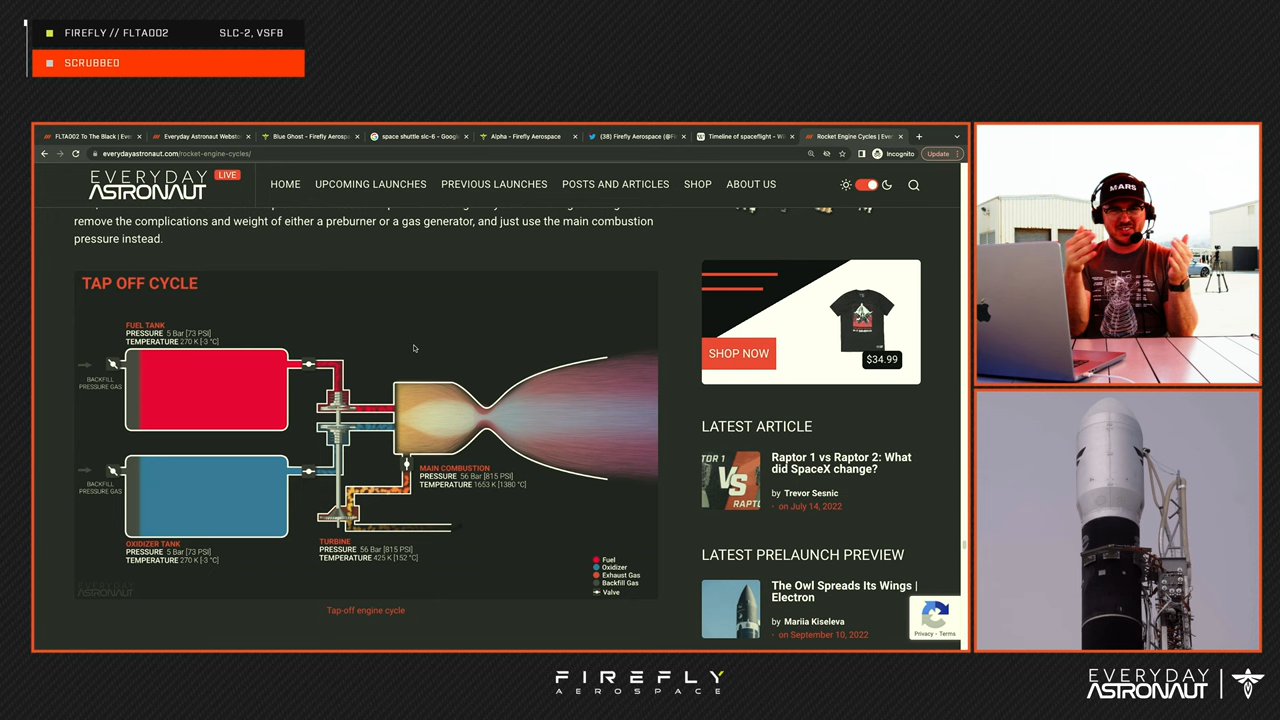 FIREFLY // FLTA002 SLC-2, VSFB
SCRUBBED
FLTA002 To The Black | Eve
Everyday Astronaut Websto
Blue Ghost - Firefly Aerosp
space shuttle slc-6 - Goog
Alpha - Firefly Aerospace
(38) Firefly Aerospace (@Fi
Timeline of spaceflight - Wi
Rocket Engine Cycles | Eve
everydayastronaut.com/rocket-engine-cycles/
Incognito
Update
EVERYDAY
ASTRONAUT
LIVE
HOME UPCOMING LAUNCHES PREVIOUS LAUNCHES POSTS AND ARTICLES SHOP ABOUT US
remove the complications and weight of either a preburner or a gas generator, and just use the main combustion
pressure instead.
TAP OFF CYCLE
FUEL TANK
PRESSURE 5 Bar [73 PSI]
TEMPERATURE 270 K [-3 °C]
BACKFILL
PRESSURE GAS
BACKFILL
PRESSURE GAS
MAIN COMBUSTION
PRESSURE 56 Bar [815 PSI]
TEMPERATURE 1653 K [1380 °C]
OXIDIZER TANK
PRESSURE 5 Bar [73 PSI]
TEMPERATURE 270 K [-3 °C]
TURBINE
PRESSURE 56 Bar [815 PSI]
TEMPERATURE 425 K [152 °C]
Fuel
Oxidizer
Exhaust Gas
Backfill Gas
Valve
EVERYDAY
ASTRONAUT
Tap-off engine cycle
SHOP NOW
$34.99
LATEST ARTICLE
TOR 1
VS
RAPTO
Raptor 1 vs Raptor 2: What
did SpaceX change?
by Trevor Sesnic
- on July 14, 2022
LATEST PRELAUNCH PREVIEW
The Owl Spreads Its Wings |
Electron
by Mariia Kiseleva
- on September 10, 2022
Privacy - Terms
MARS
FIREFLY
AEROSPACE
EVERYDAY
ASTRONAUT